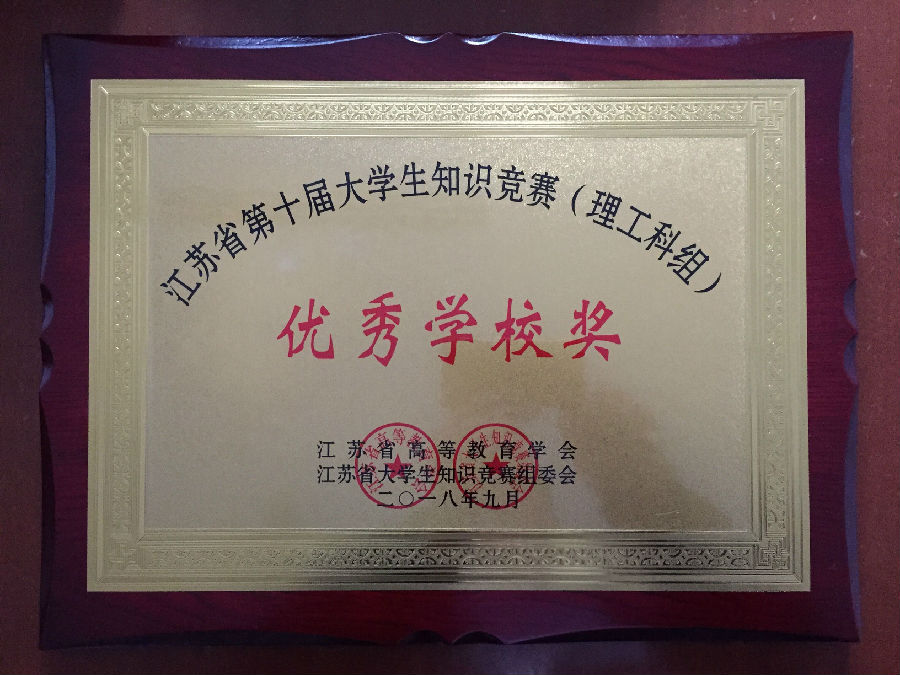 江苏省第十届大学生知识竞赛（理工科组）
优秀学校奖
江苏省高等教育学会
江苏省大学生知识竞赛组委会
二〇一八年九月